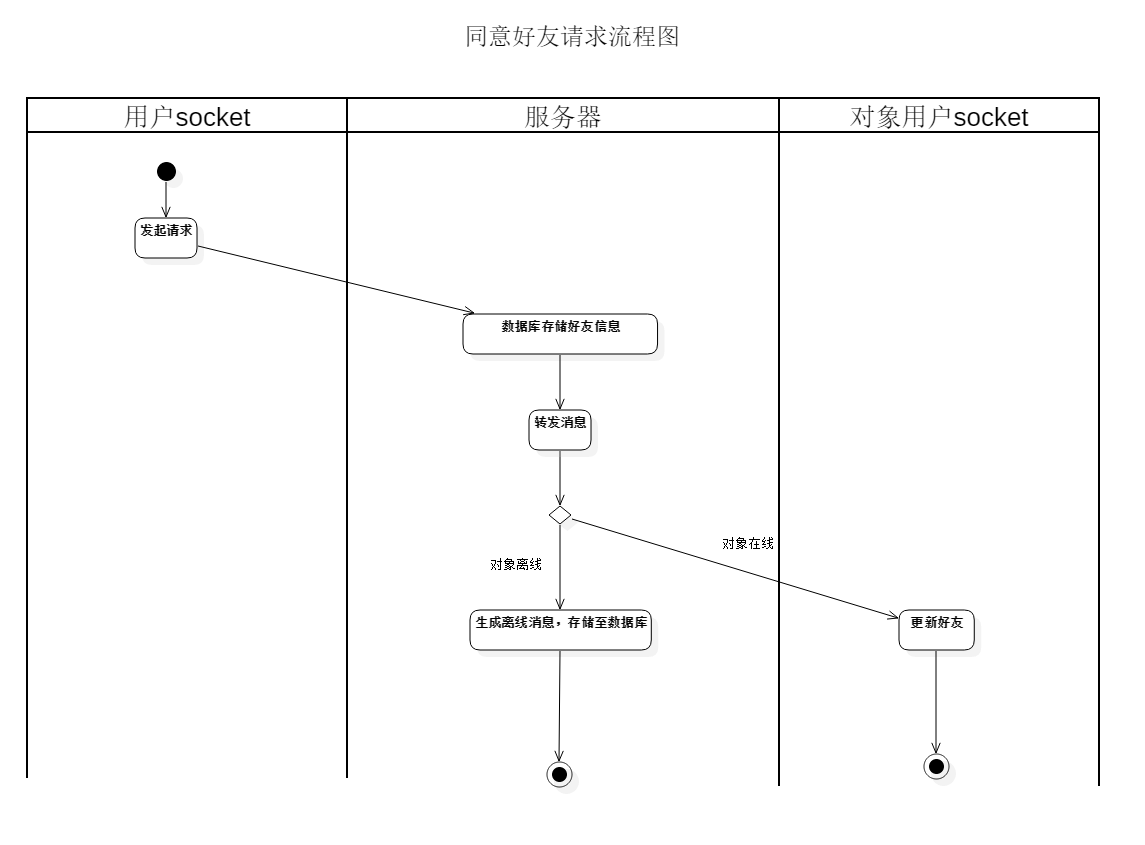 同意好友请求流程图
用户socket
服务器
对象用户socket
发起请求
数据库存储好友信息
转发消息
对象在线
对象离线
生成离线消息，存储至数据库
更新好友